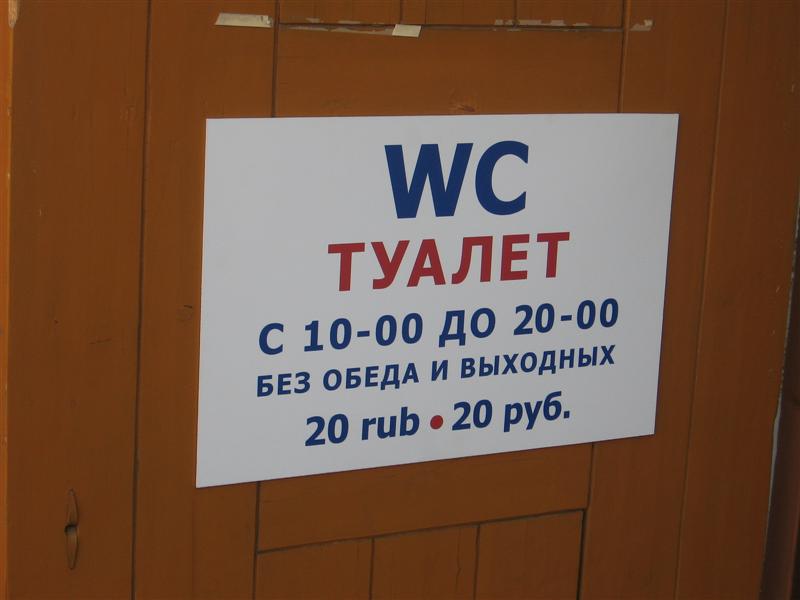 WC
ТУАЛЕТ
С 10-00 ДО 20-00
БЕЗ ОБЕДА И ВЫХОДНЫХ
20 rub • 20 руб.